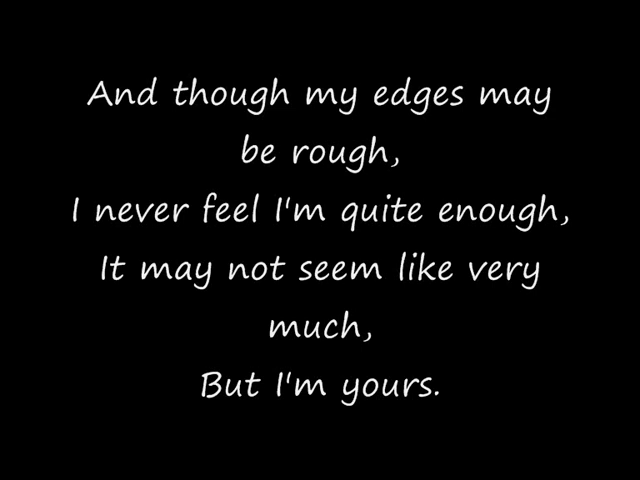 And though my edges may
be rough,
I never feel I'm quite enough,
It may not seem like very
much,
But I'm yours.